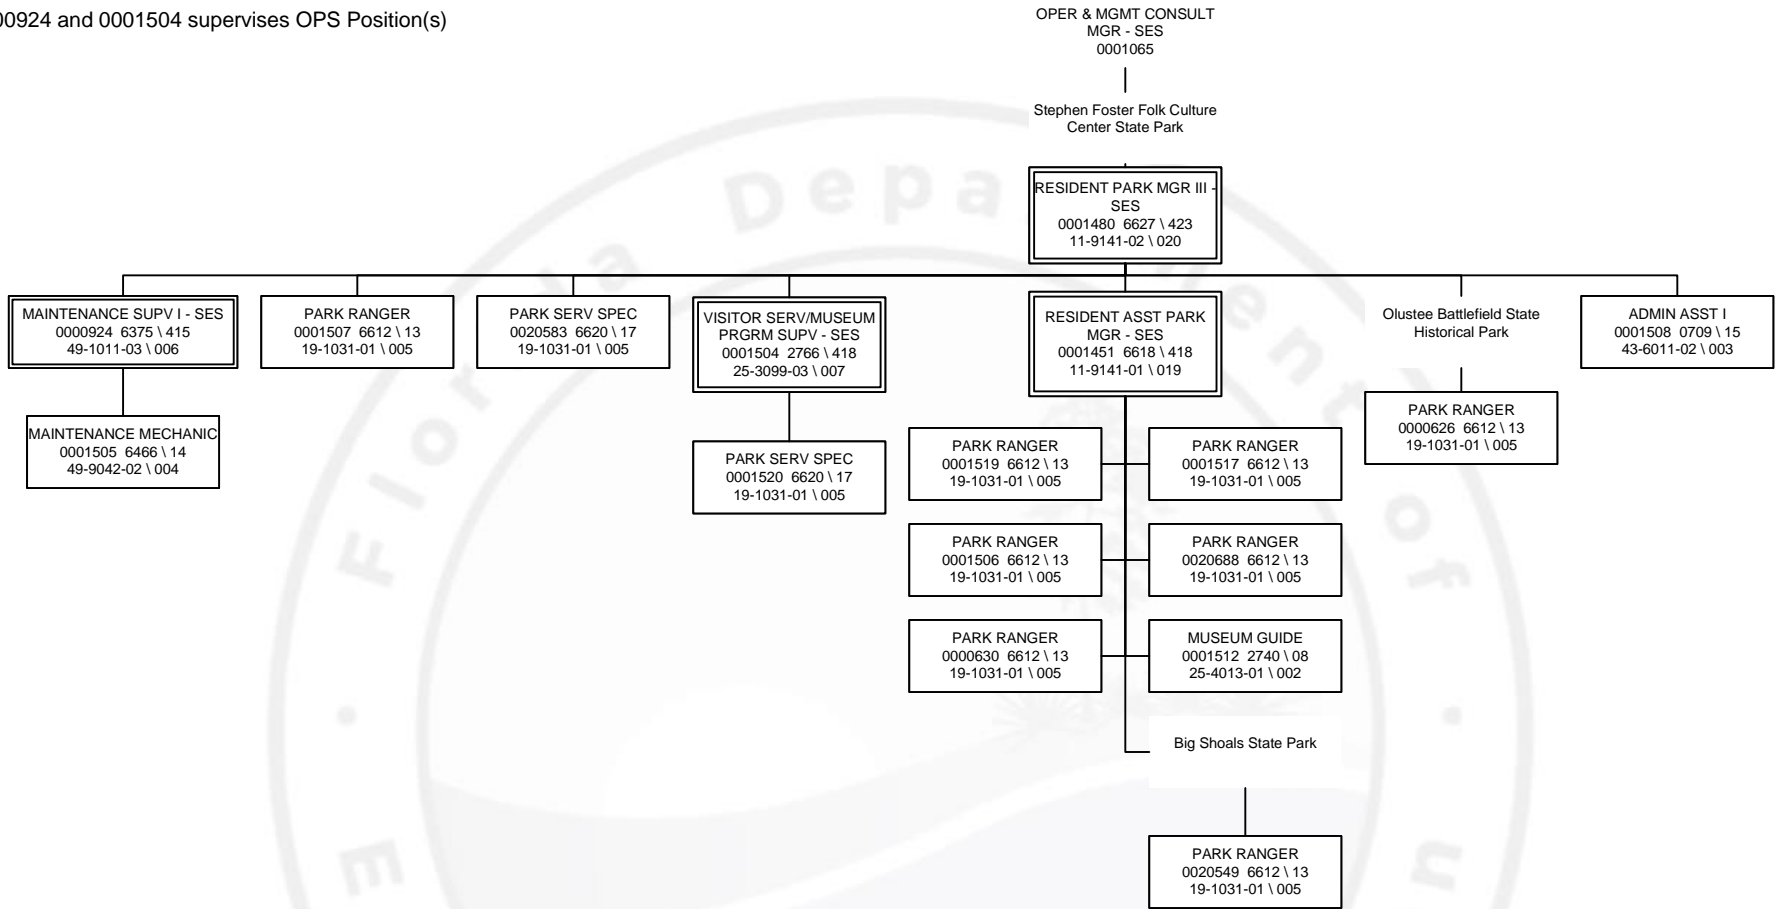 00924 and 0001504 supervises OPS Position(s)
OPER & MGMT CONSULT
MGR - SES
0001065
Stephen Foster Folk Culture
Center State Park
RESIDENT PARK MGR III -
SES
0001480 6627 \ 423
11-9141-02 \ 020
MAINTENANCE SUPV I - SES
0000924 6375 \ 415
49-1011-03 \ 006
PARK RANGER
0001507 6612 \ 13
19-1031-01 \ 005
PARK SERV SPEC
0020583 6620 \ 17
19-1031-01 \ 005
VISITOR SERV/MUSEUM
PRGRM SUPV - SES
0001504 2766 \ 418
25-3099-03 \ 007
RESIDENT ASST PARK
MGR - SES
0001451 6618 \ 418
11-9141-01 \ 019
Olustee Battlefield State
Historical Park
ADMIN ASST I
0001508 0709 \ 15
43-6011-02 \ 003
MAINTENANCE MECHANIC
0001505 6466 \ 14
49-9042-02 \ 004
PARK SERV SPEC
0001520 6620 \ 17
19-1031-01 \ 005
PARK RANGER
0000626 6612 \ 13
19-1031-01 \ 005
PARK RANGER
0001519 6612 \ 13
19-1031-01 \ 005
PARK RANGER
0001517 6612 \ 13
19-1031-01 \ 005
PARK RANGER
0001506 6612 \ 13
19-1031-01 \ 005
PARK RANGER
0020688 6612 \ 13
19-1031-01 \ 005
PARK RANGER
0000630 6612 \ 13
19-1031-01 \ 005
MUSEUM GUIDE
0001512 2740 \ 08
25-4013-01 \ 002
Big Shoals State Park
PARK RANGER
0020549 6612 \ 13
19-1031-01 \ 005